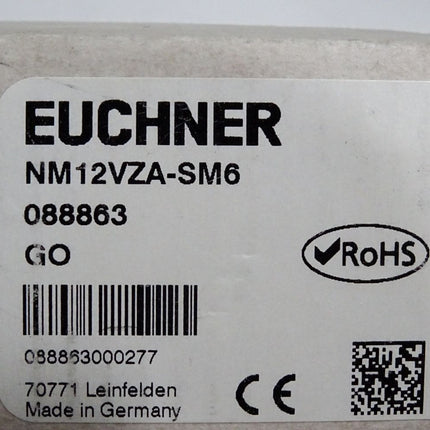 EUCHNER
NM12VZA-SM6
088863
GO
RoHS
088863000277
70771 Leinfelden
Made in Germany
CE